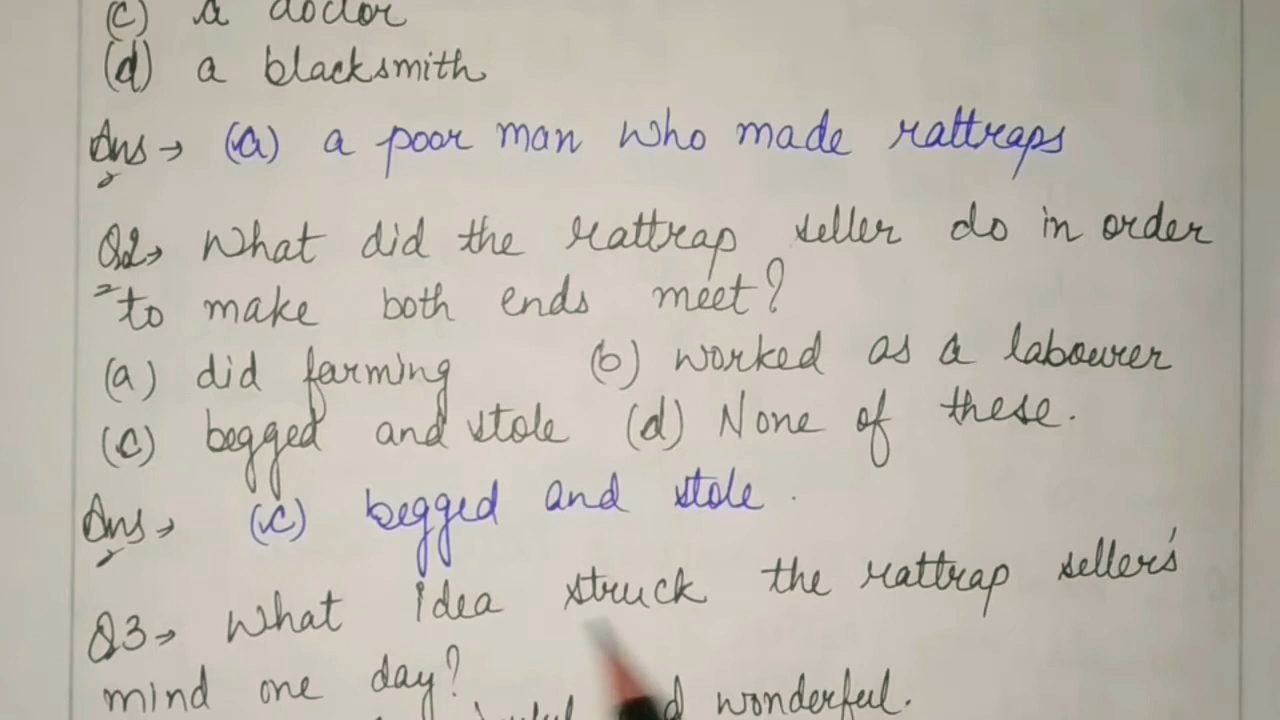 (c) a doctor
(d) a blacksmith
Ans → (a) a poor man who made rattraps
Q2→ What did the rattrap seller do in order
to make both ends meet?
(a) did farming (b) worked as a labourer
(c) begged and stole (d) None of these.
Ans → (c) begged and stole.
Q3→ What idea struck the rattrap seller's
mind one day?
wonderful.